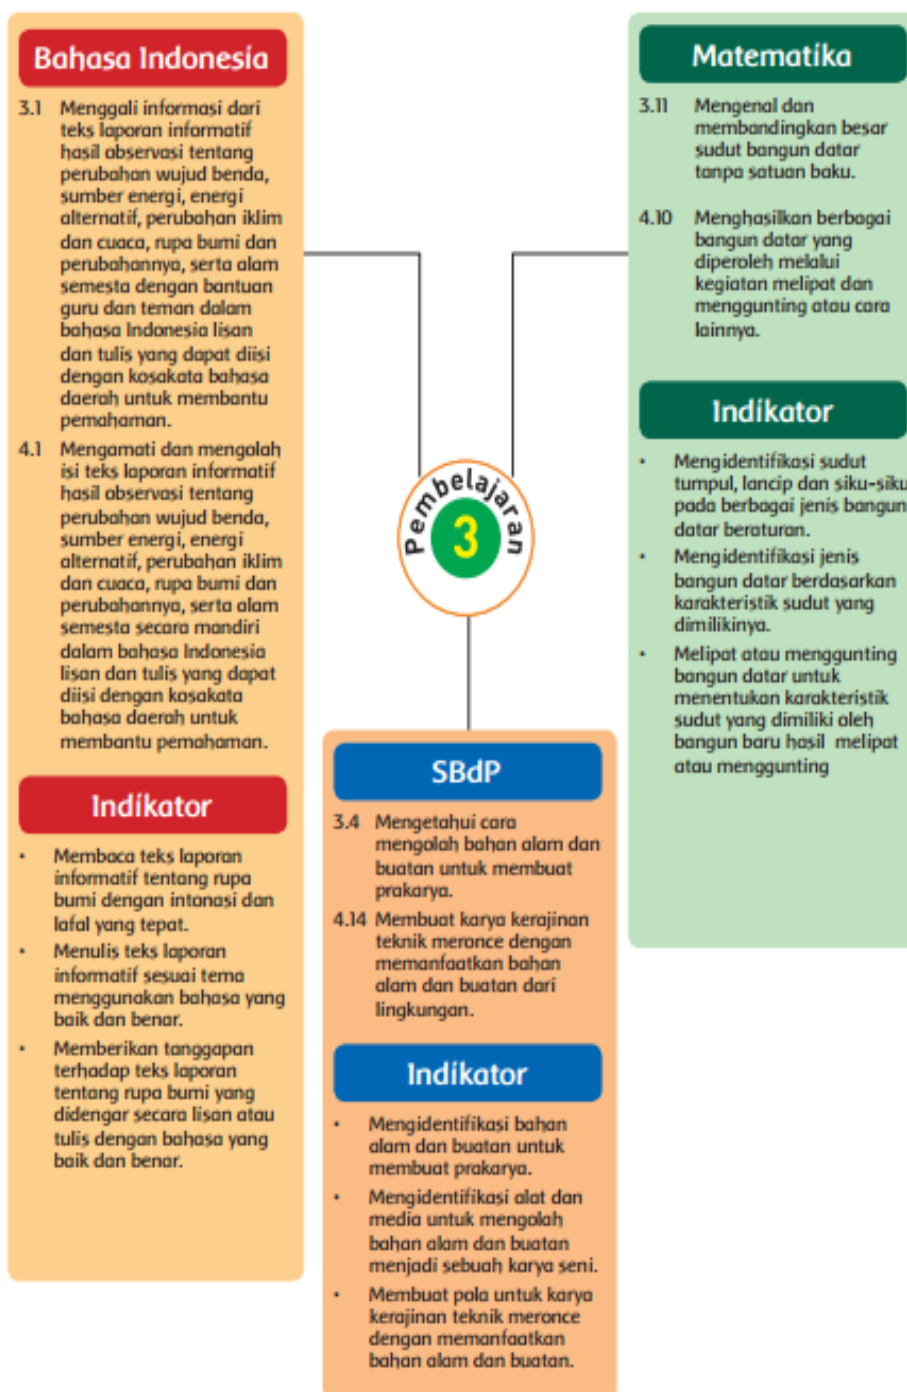 Bahasa Indonesia
3.1 Menggali informasi dari
teks laporan informatif
hasil observasi tentang
perubahan wujud benda,
sumber energi, energi
alternatif, perubahan iklim
dan cuaca, rupa bumi dan
perubahannya, serta alam
semesta dengan bantuan
guru dan teman dalam
bahasa Indonesia lisan
dan tulis yang dapat diisi
dengan kosakata bahasa
daerah untuk membantu
pemahaman.
4.1 Mengamati dan mengolah
isi teks laporan informatif
hasil observasi tentang
perubahan wujud benda,
sumber energi, energi
alternatif, perubahan iklim
dan cuaca, rupa bumi dan
perubahannya, serta alam
semesta secara mandiri
dalam bahasa Indonesia
lisan dan tulis yang dapat
diisi dengan kosakata
bahasa daerah untuk
membantu pemahaman.
Indikator
• Membaca teks laporan
informatif tentang rupa
bumi dengan intonasi dan
lafal yang tepat.
• Menulis teks laporan
informatif sesuai tema
menggunakan bahasa yang
baik dan benar.
• Memberikan tanggapan
terhadap teks laporan
tentang rupa bumi yang
didengar secara lisan atau
tulis dengan bahasa yang
baik dan benar.
Matematika
3.11 Mengenal dan
membandingkan besar
sudut bangun datar
tanpa satuan baku.
4.10 Menghasilkan berbagai
bangun datar yang
diperoleh melalui
kegiatan melipat dan
menggunting atau cara
lainnya.
Indikator
• Mengidentifikasi sudut
tumpul, lancip dan siku-siku
pada berbagai jenis bangun
datar beraturan.
• Mengidentifikasi jenis
bangun datar berdasarkan
karakteristik sudut yang
dimilikinya.
• Melipat atau menggunting
bangun datar untuk
menentukan karakteristik
sudut yang dimiliki oleh
bangun baru hasil melipat
atau menggunting
Pembelajaran
3
SBdP
3.4 Mengetahui cara
mengolah bahan alam dan
buatan untuk membuat
prakarya.
4.14 Membuat karya kerajinan
teknik meronce dengan
memanfaatkan bahan
alam dan buatan dari
lingkungan.
Indikator
• Mengidentifikasi bahan
alam dan buatan untuk
membuat prakarya.
• Mengidentifikasi alat dan
media untuk mengolah
bahan alam dan buatan
menjadi sebuah karya seni.
• Membuat pola untuk karya
kerajinan teknik meronce
dengan memanfaatkan
bahan alam dan buatan.